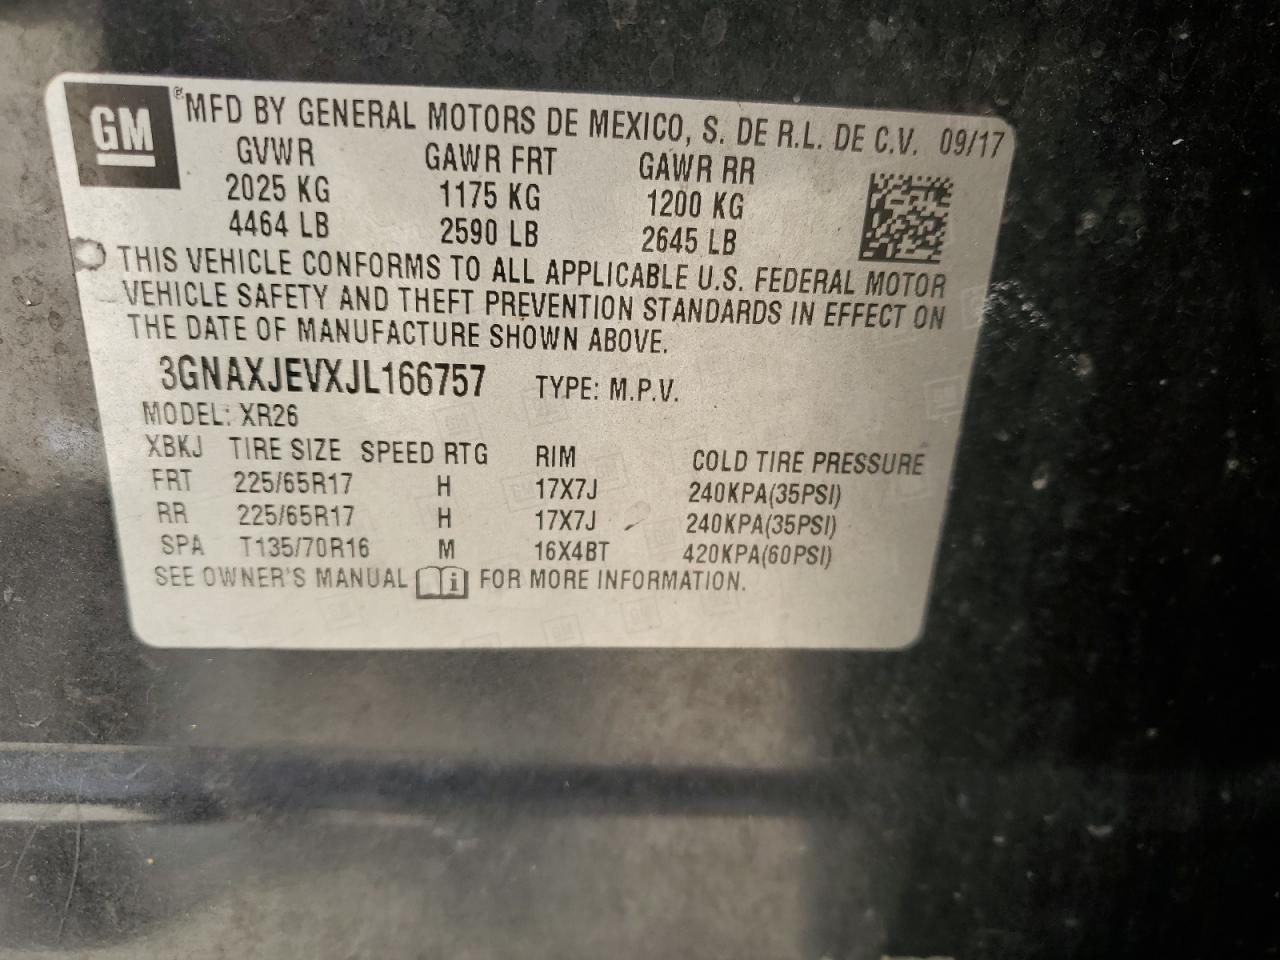 GM ® MFD BY GENERAL MOTORS DE MEXICO, S. DE R.L. DE C.V. 09/17
GVWR GAWR FRT GAWR RR
2025 KG 1175 KG 1200 KG
4464 LB 2590 LB 2645 LB
THIS VEHICLE CONFORMS TO ALL APPLICABLE U.S. FEDERAL MOTOR
VEHICLE SAFETY AND THEFT PREVENTION STANDARDS IN EFFECT ON
THE DATE OF MANUFACTURE SHOWN ABOVE.
3GNAXJEVXJL166757 TYPE: M.P.V.
MODEL: XR26
XBKJ TIRE SIZE SPEED RTG RIM COLD TIRE PRESSURE
FRT 225/65R17 H 17X7J 240KPA(35PSI)
RR 225/65R17 H 17X7J 240KPA(35PSI)
SPA T135/70R16 M 16X4BT 420KPA(60PSI)
SEE OWNER'S MANUAL i FOR MORE INFORMATION.